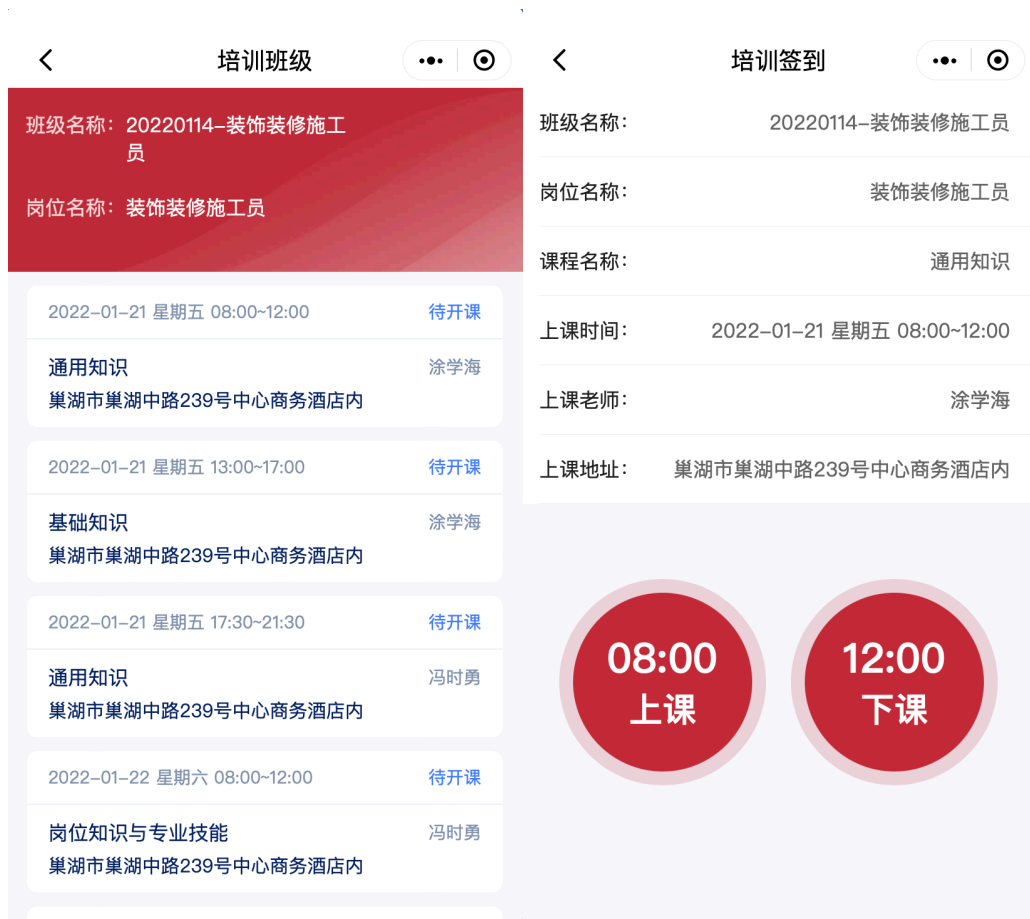 培训班级
班级名称：20220114-装饰装修施工
员
岗位名称：装饰装修施工员
2022-01-21 星期五 08:00~12:00 待开课
通用知识 涂学海
巢湖市巢湖中路239号中心商务酒店内
2022-01-21 星期五 13:00~17:00 待开课
基础知识 涂学海
巢湖市巢湖中路239号中心商务酒店内
2022-01-21 星期五 17:30~21:30 待开课
通用知识 冯时勇
巢湖市巢湖中路239号中心商务酒店内
2022-01-22 星期六 08:00~12:00 待开课
岗位知识与专业技能 冯时勇
巢湖市巢湖中路239号中心商务酒店内
培训签到
班级名称： 20220114-装饰装修施工员
岗位名称： 装饰装修施工员
课程名称： 通用知识
上课时间： 2022-01-21 星期五 08:00~12:00
上课老师： 涂学海
上课地址： 巢湖市巢湖中路239号中心商务酒店内
08:00
上课
12:00
下课